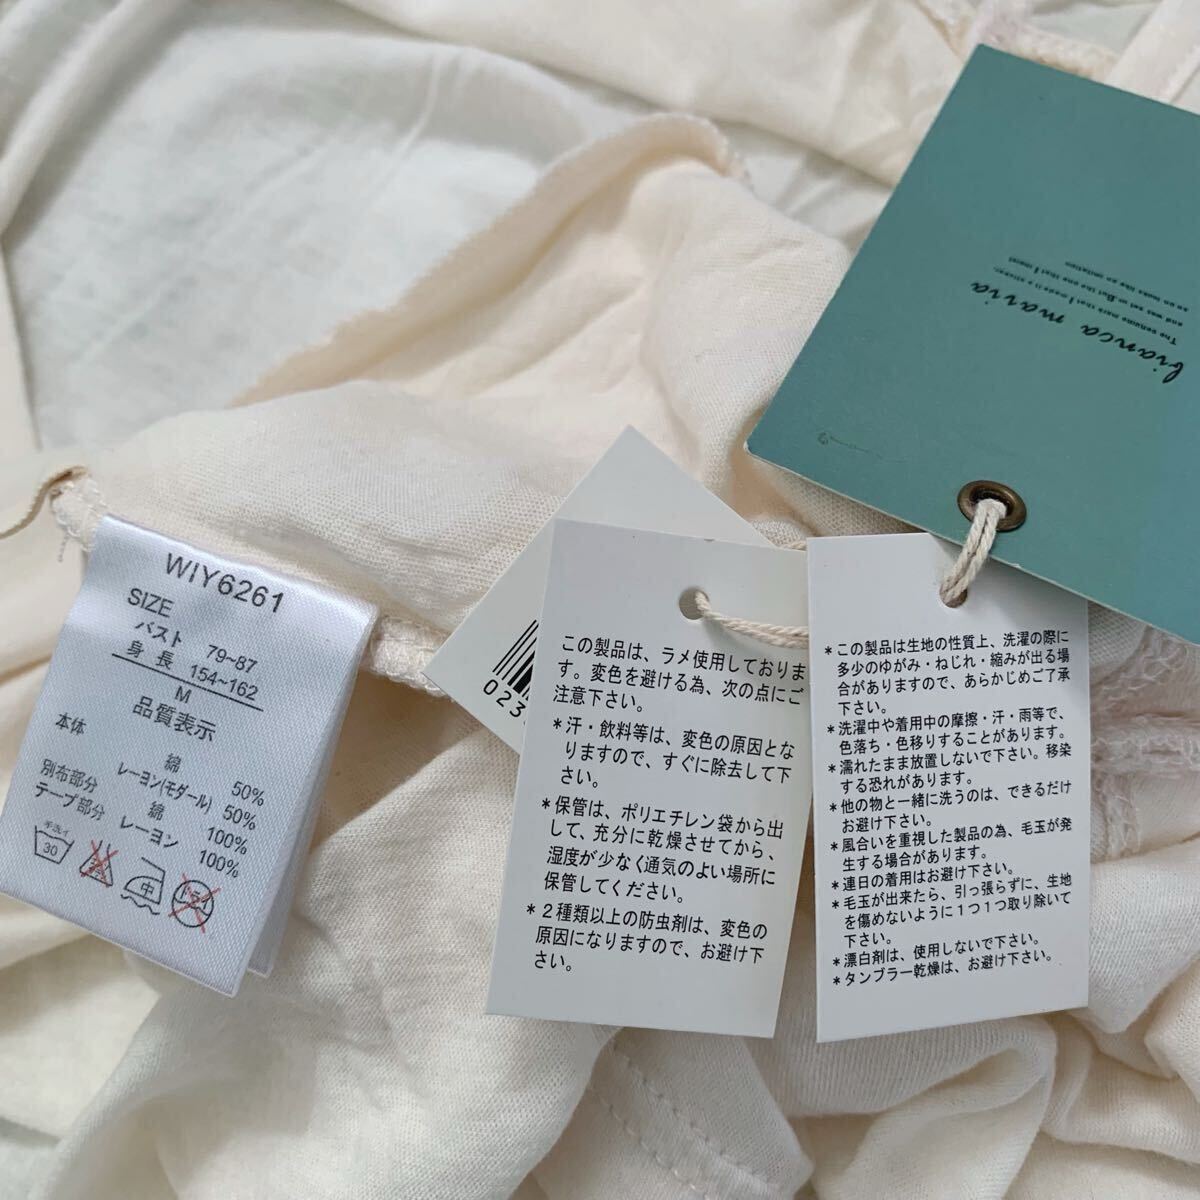 WIY6261
SIZE
バスト 79~87
身長 154~162
M
品質表示
本体
綿 50%
レーヨン(モダール) 50%
別布部分 綿 100%
テープ部分 レーヨン 100%
手洗イ
30
中
023
この製品は、ラメ使用しておりま
す。変色を避ける為、次の点にご
注意下さい。
*汗・飲料等は、変色の原因とな
りますので、すぐに除去して下
さい。
*保管は、ポリエチレン袋から出
して、充分に乾燥させてから、
湿度が少なく通気のよい場所に
保管してください。
*2種類以上の防虫剤は、変色の
原因になりますので、お避け下
さい。
*この製品は生地の性質上、洗濯の際に
多少のゆがみ・ねじれ・縮みが出る場
合がありますので、あらかじめご了承
下さい。
*洗濯中や着用中の摩擦・汗・雨等で、
色落ち・色移りすることがあります。
*濡れたまま放置しないで下さい。移染
する恐れがあります。
*他の物と一緒に洗うのは、できるだけ
お避け下さい。
*風合いを重視した製品の為、毛玉が発
生する場合があります。
*連日の着用はお避け下さい。
*毛玉が出来たら、引っ張らずに、生地
を傷めないように1つ1つ取り除いて
下さい。
*漂白剤は、使用しないで下さい。
*タンブラー乾燥は、お避け下さい。
bianca maria